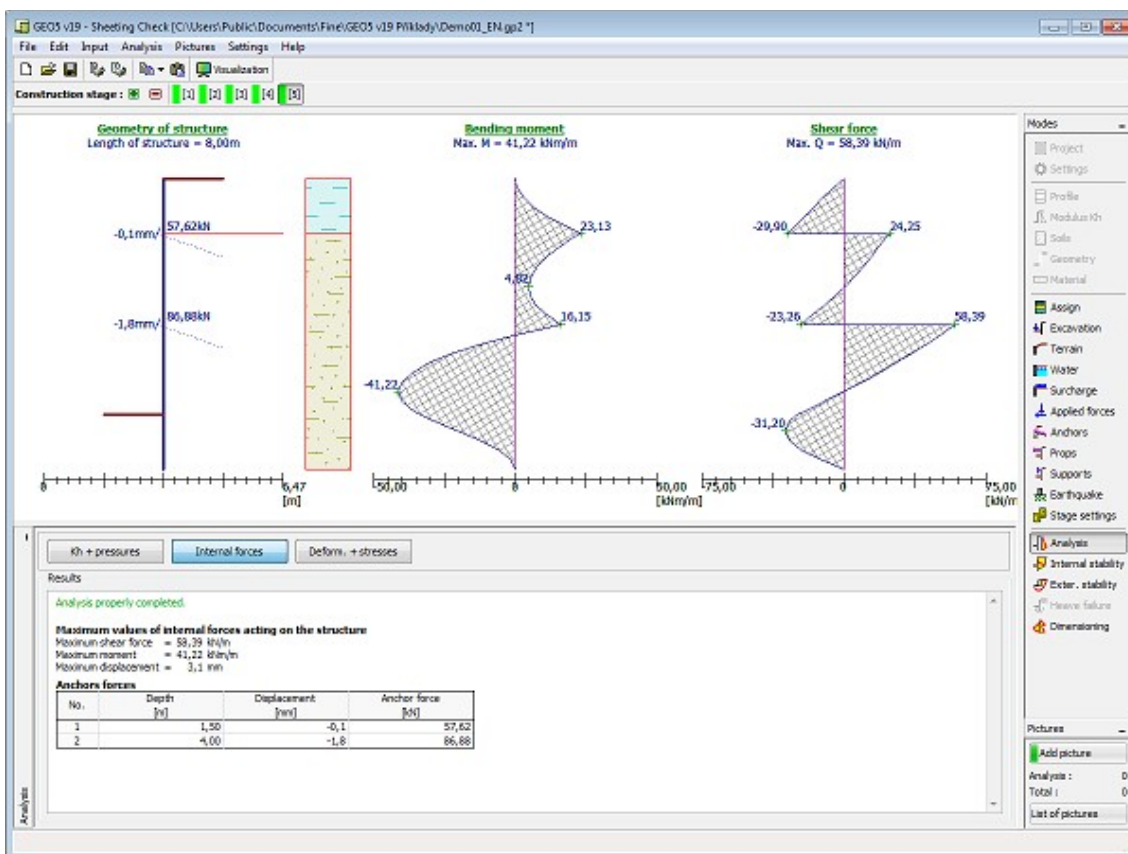 GEO5 v19 - Sheeting Check [C:\Users\Public\Documents\Fine\GEO5 v19 Příklady\Demo01_EN.gp2 *]
File Edit Input Analysis Pictures Settings Help
Visualization
Construction stage : [1] [2] [3] [4] [5]
Geometry of structure
Length of structure = 8,00m
Bending moment
Max. M = 41,22 kNm/m
Shear force
Max. Q = 58,39 kN/m
-0,1mm/ 57,62kN
-1,8mm/ 86,88kN
23,13
4,82
16,15
-41,22
-29,90 24,25
-23,26 58,39
-31,20
0 6,47
[m]
-50,00 0 50,00
[kNm/m]
-75,00 0 75,00
[kN/m
Modes
Project
Settings
Profile
Modulus Kh
Soils
Geometry
Material
Assign
Excavation
Terrain
Water
Surcharge
Applied forces
Anchors
Props
Supports
Earthquake
Stage settings
Analysis
Internal stability
Exter. stability
Heave failure
Dimensioning
Kh + pressures Internal forces Deform. + stresses
Results
Analysis properly completed.
Maximum values of internal forces acting on the structure
Maximum shear force = 58,39 kN/m
Maximum moment = 41,22 kNm/m
Maximum displacement = 3,1 mm
Anchors forces
No. Depth Displacement Anchor force
[m] [mm] [kN]
1 1,50 -0,1 57,62
2 4,00 -1,8 86,88
Analysis
Pictures
Add picture
Analysis : 0
Total : 0
List of pictures